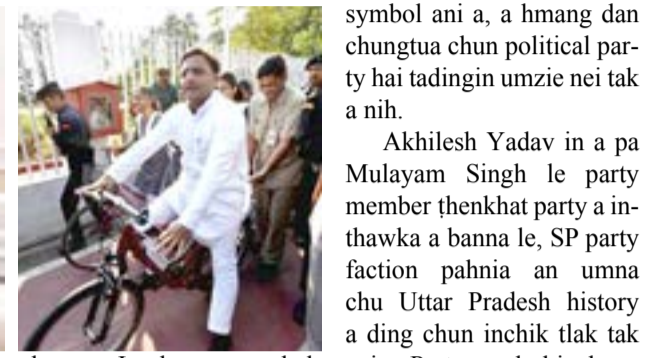 symbol ani a, a hmang dan
chungtua chun political par-
ty hai tadingin umzie nei tak
a nih.
Akhilesh Yadav in a pa
Mulayam Singh le party
member ṭhenkhat party a in-
thawka a banna le, SP party
faction pahnia an umna
chu Uttar Pradesh history
a ding chun inchik tlak tak